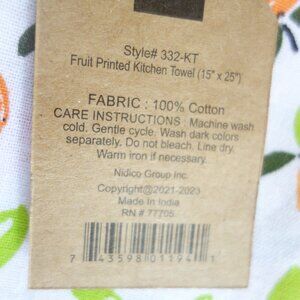 Style# 332-KT
Fruit Printed Kitchen Towel (15" x 25")
FABRIC : 100% Cotton
CARE INSTRUCTIONS : Machine wash
cold. Gentle cycle. Wash dark colors
separately. Do not bleach. Line dry.
Warm iron if necessary.
Nidico Group Inc.
Copyright@2021-2023
Made In India
RN # 77705
7 43598 01194 1